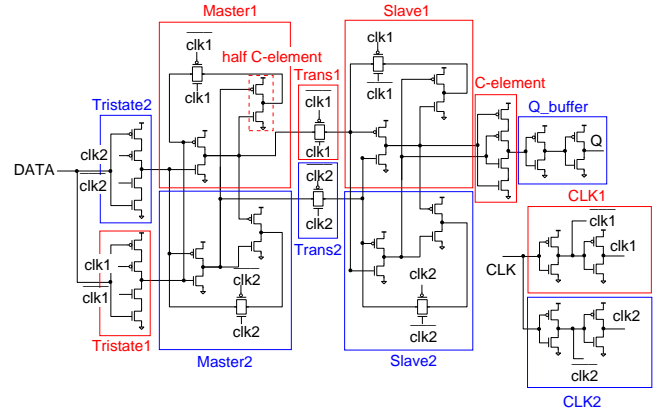 Master1
Slave1
clk1
clk1
half C-element
Trans1
C-element
clk1
clk1
Tristate2
clk1
Q_buffer
clk2
Q
DATA
clk2
clk1
clk2
CLK1
clk1
clk1
clk2
Trans2
CLK
clk1
clk1
clk2
clk2
clk2
clk2
clk2
clk2
Tristate1
Master2
Slave2
CLK2